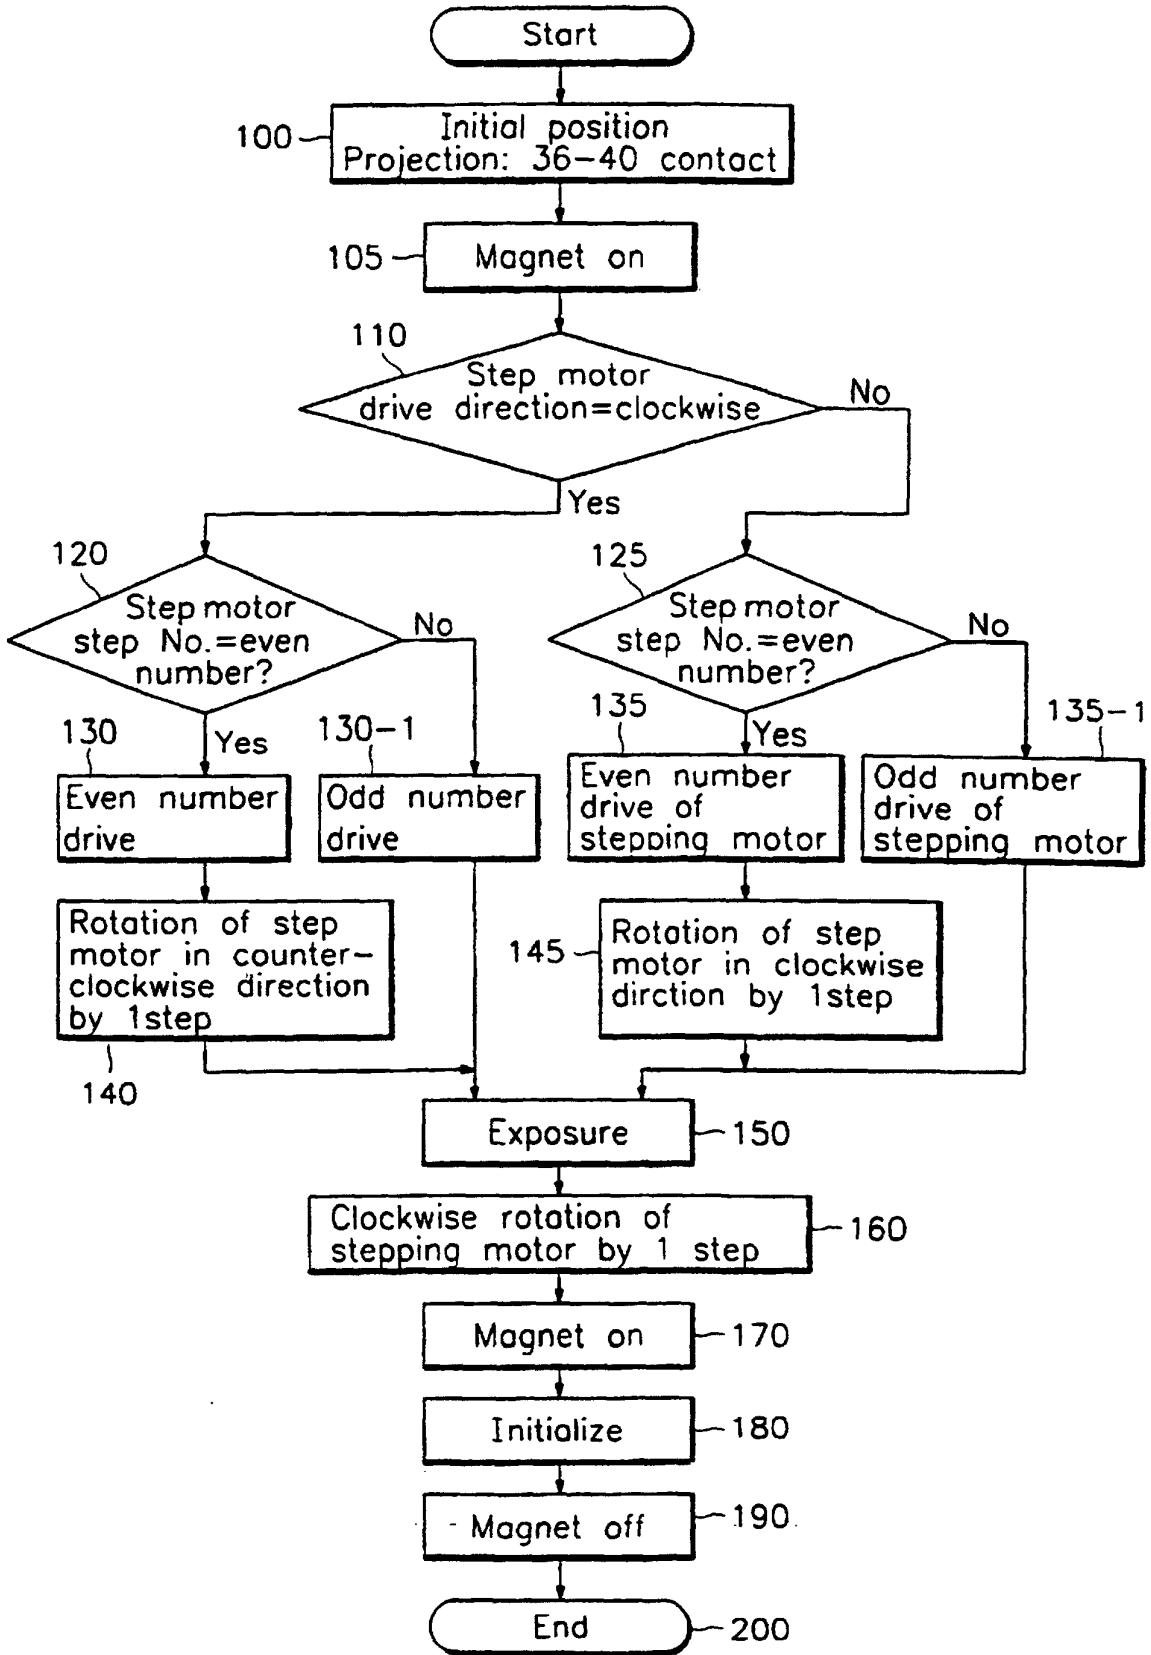 Start
100
Initial position
Projection: 36-40 contact
105
Magnet on
110
Step motor
drive direction=clockwise
No
Yes
120
Step motor
step No.=even
number?
No
125
Step motor
step No.=even
number?
No
130
Yes
130-1
135
Yes
135-1
Even number
drive
Odd number
drive
Even number
drive of
stepping motor
Odd number
drive of
stepping motor
Rotation of step
motor in counter-
clockwise direction
by 1step
140
145
Rotation of step
motor in clockwise
dirction by 1step
Exposure
150
Clockwise rotation of
stepping motor by 1 step
160
Magnet on
170
Initialize
180
Magnet off
190
End
200